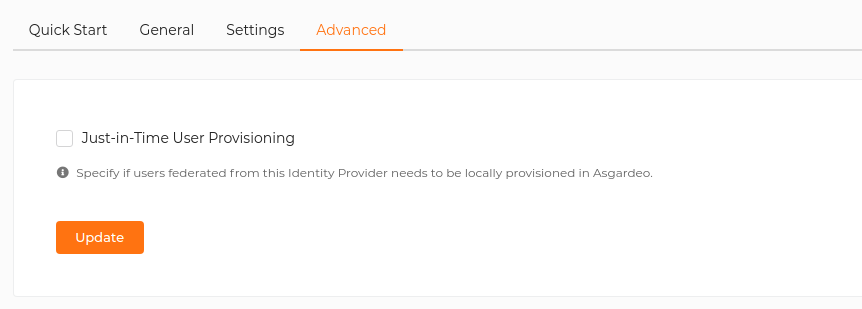 Quick Start General Settings Advanced
Just-in-Time User Provisioning
Specify if users federated from this Identity Provider needs to be locally provisioned in Asgardeo.
Update